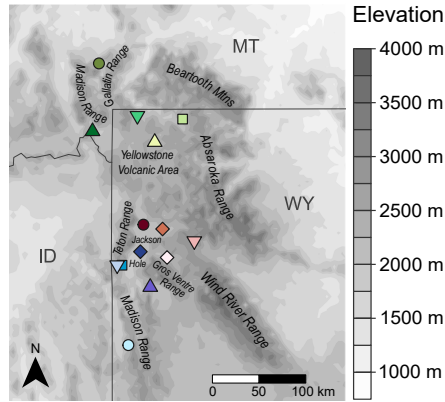 Elevation
MT
Gallatin Range
Madison Range
Beartooth Mtns
4000 m
3500 m
3000 m
2500 m
2000 m
1500 m
1000 m
Absaroka Range
Yellowstone
Volcanic Area
WY
ID
Teton Range
Jackson
Hole
Gros Ventre
Range
Wind River Range
Madison Range
N
0 50 100 km